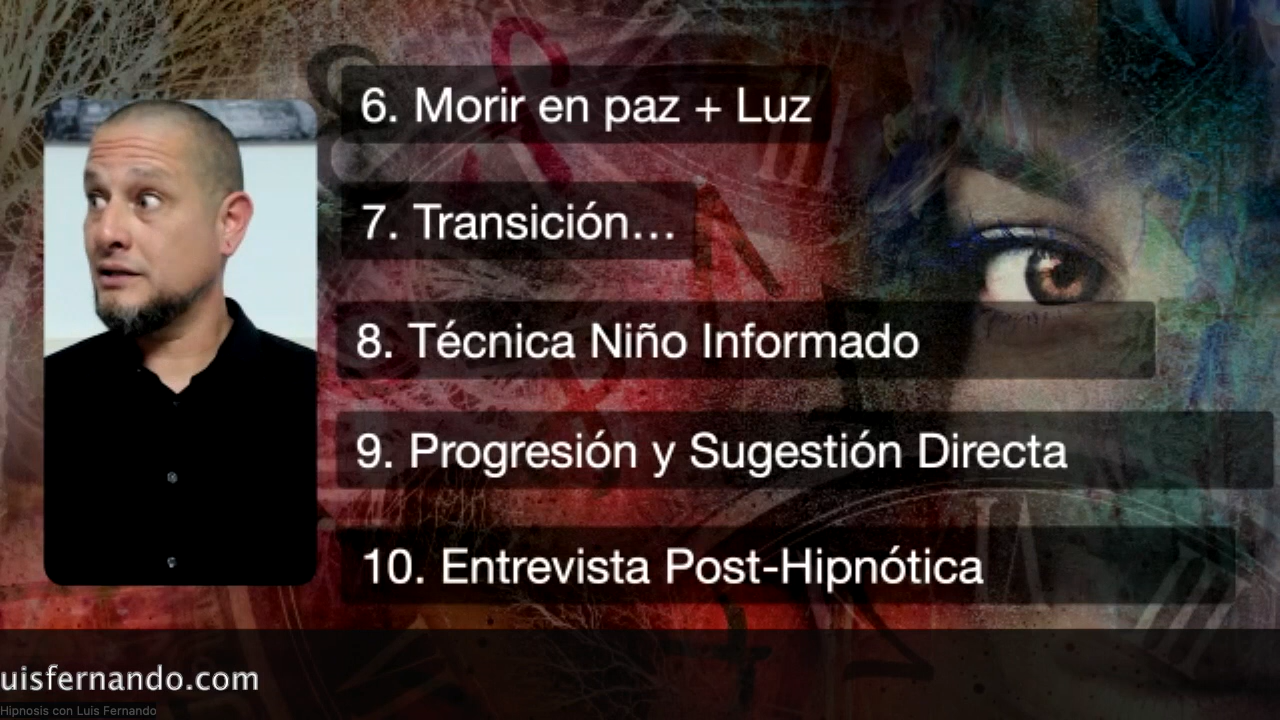 6. Morir en paz + Luz
7. Transición...
8. Técnica Niño Informado
9. Progresión y Sugestión Directa
10. Entrevista Post-Hipnótica
uisfernando.com
Hipnosis con Luis Fernando